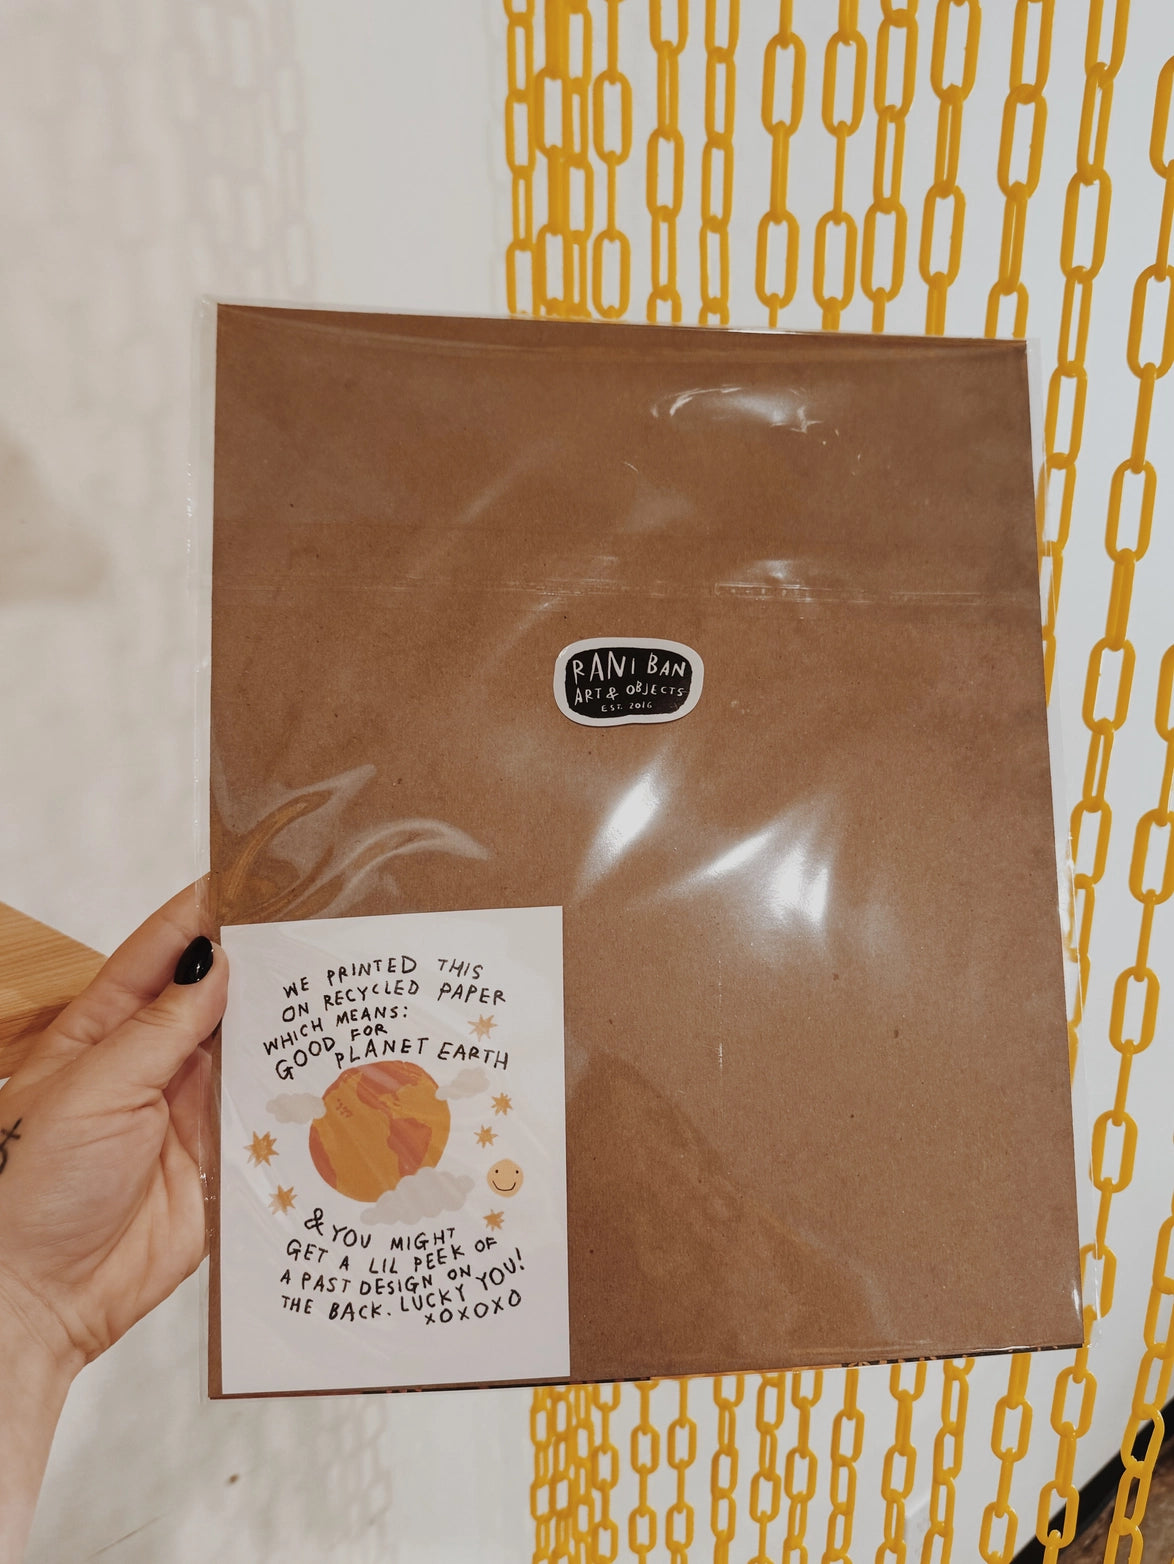 RANI BAN
ART & OBJECTS
EST. 2016
WE PRINTED THIS
ON RECYCLED PAPER
WHICH MEANS:
GOOD FOR
PLANET EARTH
& YOU MIGHT
GET A LIL PEEK OF
A PAST DESIGN ON
THE BACK. LUCKY YOU!
XOXOXO